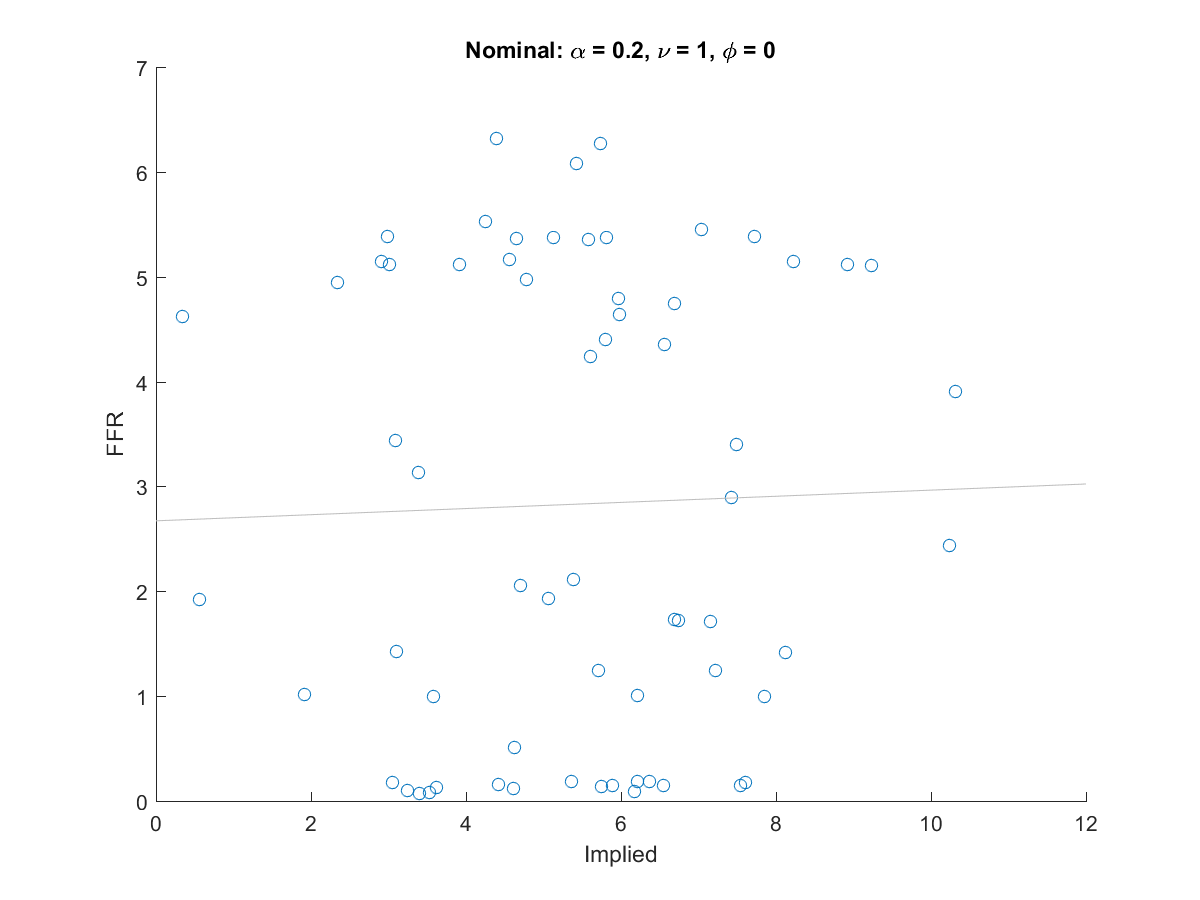 Nominal: α = 0.2, ν = 1, ϕ = 0
7
6
5
4
3
2
1
0
FFR
0 2 4 6 8 10 12
Implied